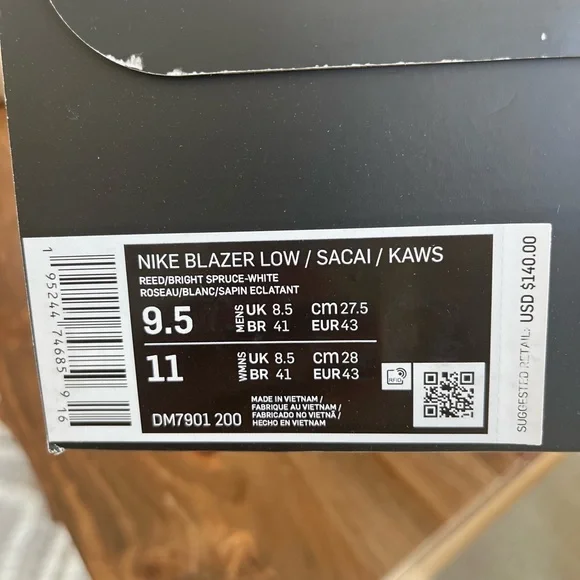 NIKE BLAZER LOW / SACAI / KAWS
REED/BRIGHT SPRUCE-WHITE
ROSEAU/BLANC/SAPIN ECLATANT
9.5 MENS UK 8.5 CM 27.5
BR 41 EUR 43
11 WMNS UK 8.5 CM 28
BR 41 EUR 43
RFID
DM7901 200
MADE IN VIETNAM /
FABRIQUE AU VIETNAM /
FABRICADO NO VIETNÃ /
HECHO EN VIETNAM
1 95244 74685 9 16
SUGGESTED RETAIL: USD $140.00